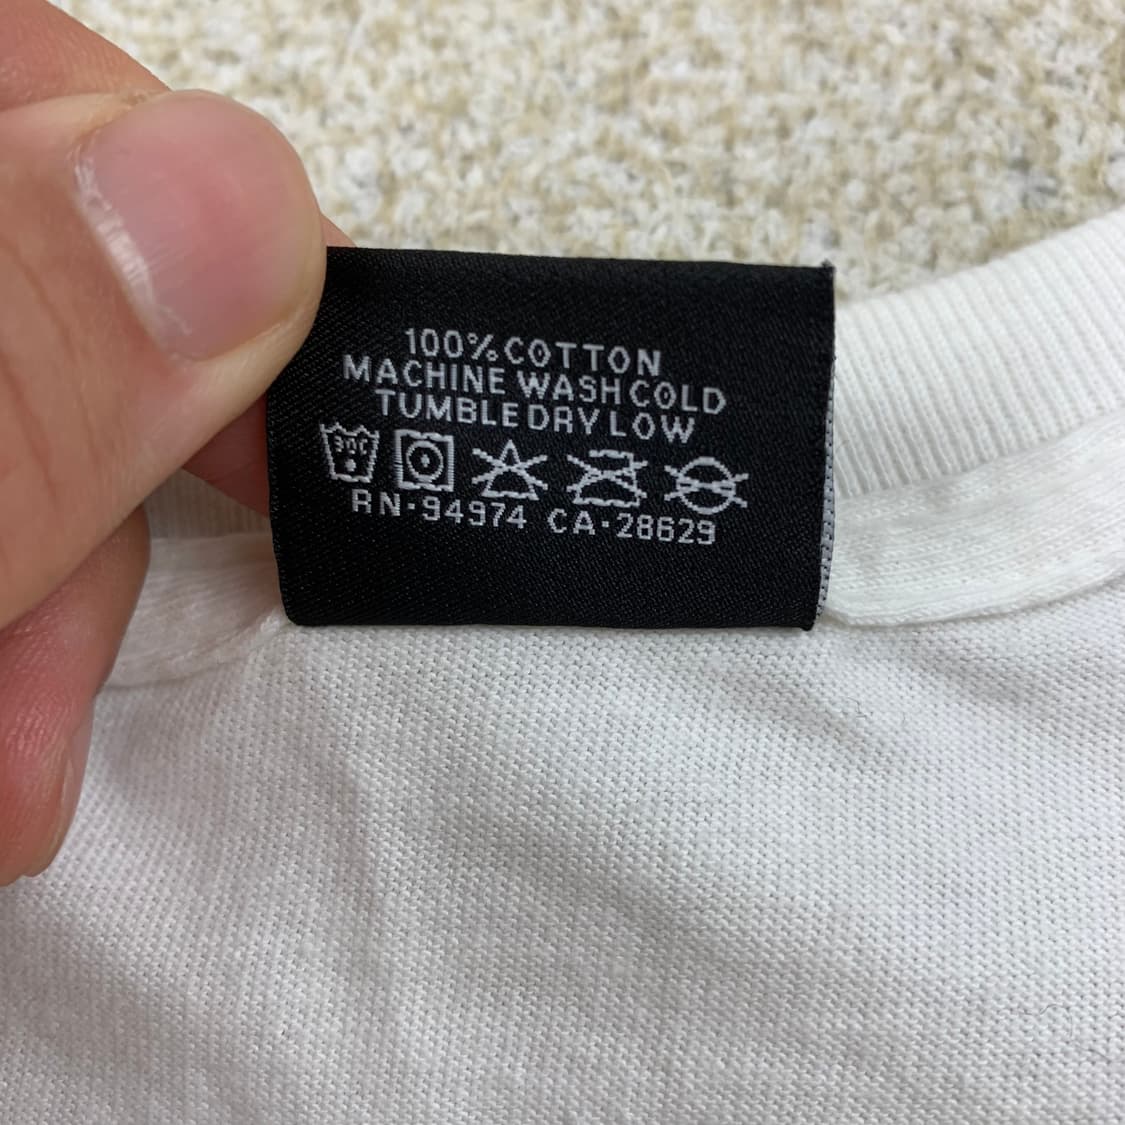 100% COTTON
MACHINE WASH COLD
TUMBLE DRY LOW
30C
RN·94974 CA·28629